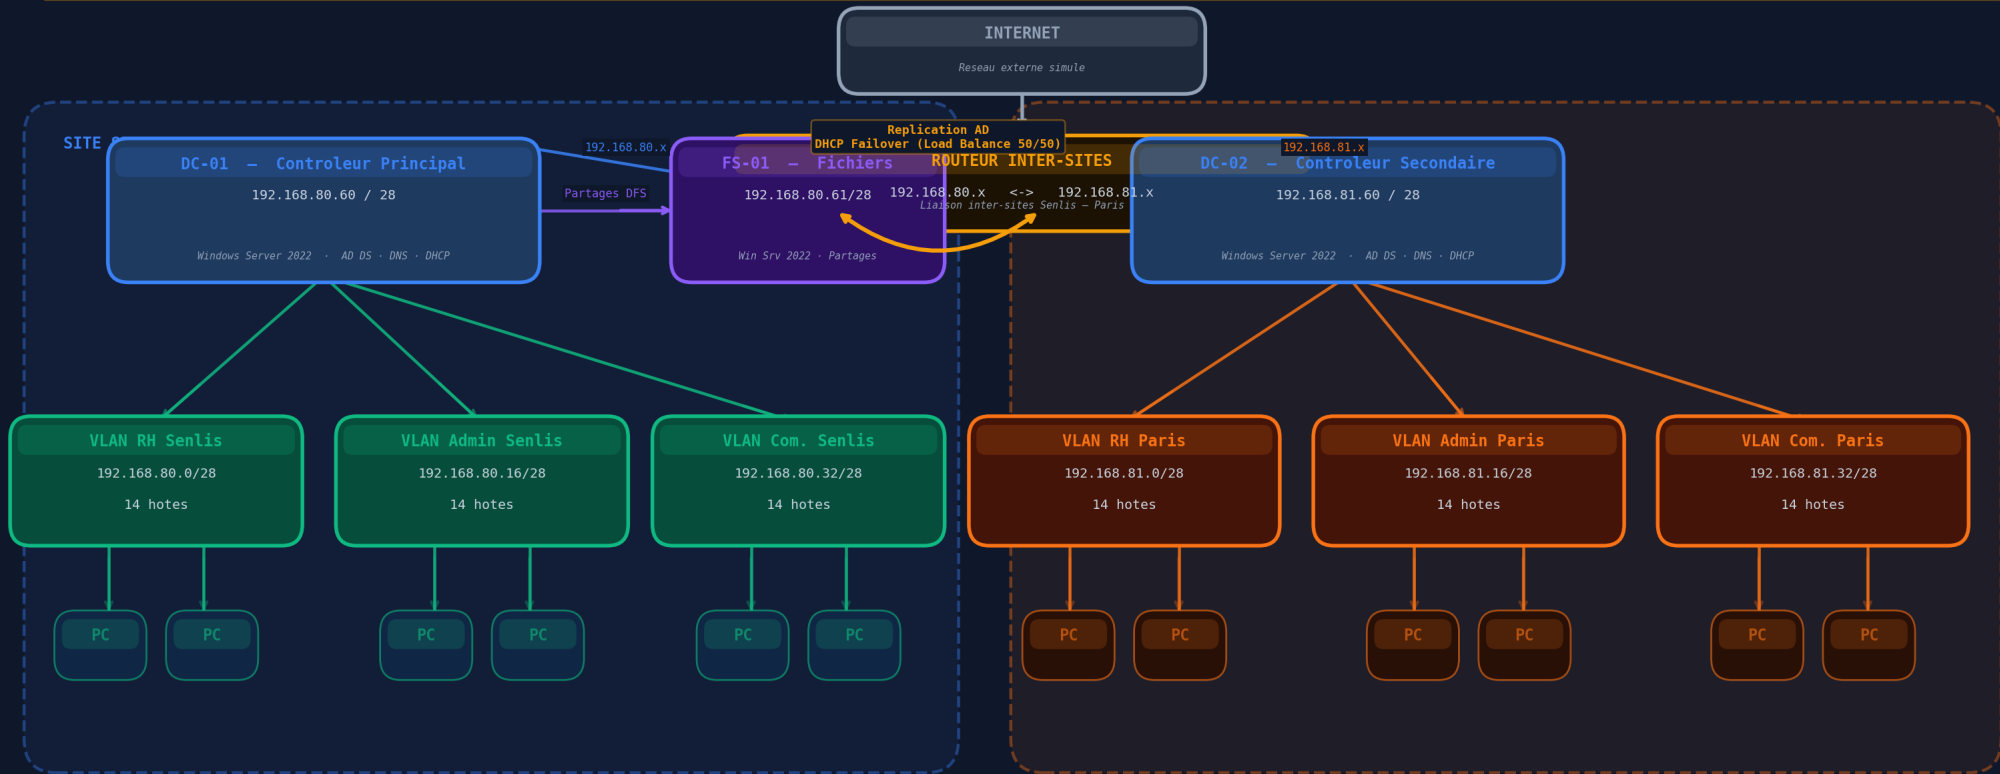 INTERNET
Reseau externe simule
Replication AD
DHCP Failover (Load Balance 50/50)
SITE
192.168.80.x
192.168.81.x
DC-01 — Controleur Principal
192.168.80.60 / 28
Windows Server 2022 · AD DS · DNS · DHCP
Partages DFS
FS-01 — Fichiers
192.168.80.61/28
Win Srv 2022 · Partages
ROUTEUR INTER-SITES
192.168.80.x <-> 192.168.81.x
Liaison inter-sites Senlis — Paris
DC-02 — Controleur Secondaire
192.168.81.60 / 28
Windows Server 2022 · AD DS · DNS · DHCP
VLAN RH Senlis
192.168.80.0/28
14 hotes
VLAN Admin Senlis
192.168.80.16/28
14 hotes
VLAN Com. Senlis
192.168.80.32/28
14 hotes
VLAN RH Paris
192.168.81.0/28
14 hotes
VLAN Admin Paris
192.168.81.16/28
14 hotes
VLAN Com. Paris
192.168.81.32/28
14 hotes
PC
PC
PC
PC
PC
PC
PC
PC
PC
PC
PC
PC